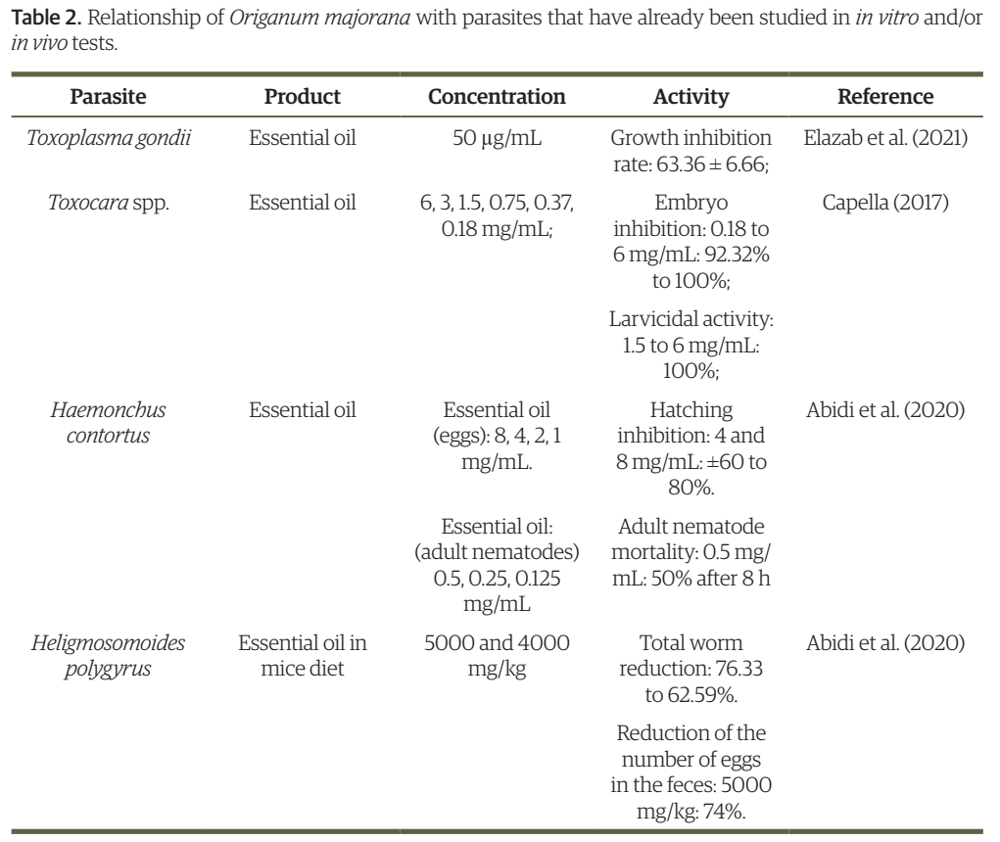 Table 2. Relationship of Origanum majorana with parasites that have already been studied in in vitro and/or
in vivo tests.
Parasite Product Concentration Activity Reference
Toxoplasma gondii Essential oil 50 μg/mL Growth inhibition Elazab et al. (2021)
rate: 63.36 ± 6.66;
Toxocara spp. Essential oil 6, 3, 1.5, 0.75, 0.37, Embryo Capella (2017)
0.18 mg/mL; inhibition: 0.18 to
6 mg/mL: 92.32%
to 100%;
Larvicidal activity:
1.5 to 6 mg/mL:
100%;
Haemonchus Essential oil Essential oil Hatching Abidi et al. (2020)
contortus (eggs): 8, 4, 2, 1 inhibition: 4 and
mg/mL. 8 mg/mL: ±60 to
80%.
Essential oil: Adult nematode
(adult nematodes) mortality: 0.5 mg/
0.5, 0.25, 0.125 mL: 50% after 8 h
mg/mL
Heligmosomoides Essential oil in 5000 and 4000 Total worm Abidi et al. (2020)
polygyrus mice diet mg/kg reduction: 76.33
to 62.59%.
Reduction of the
number of eggs
in the feces: 5000
mg/kg: 74%.